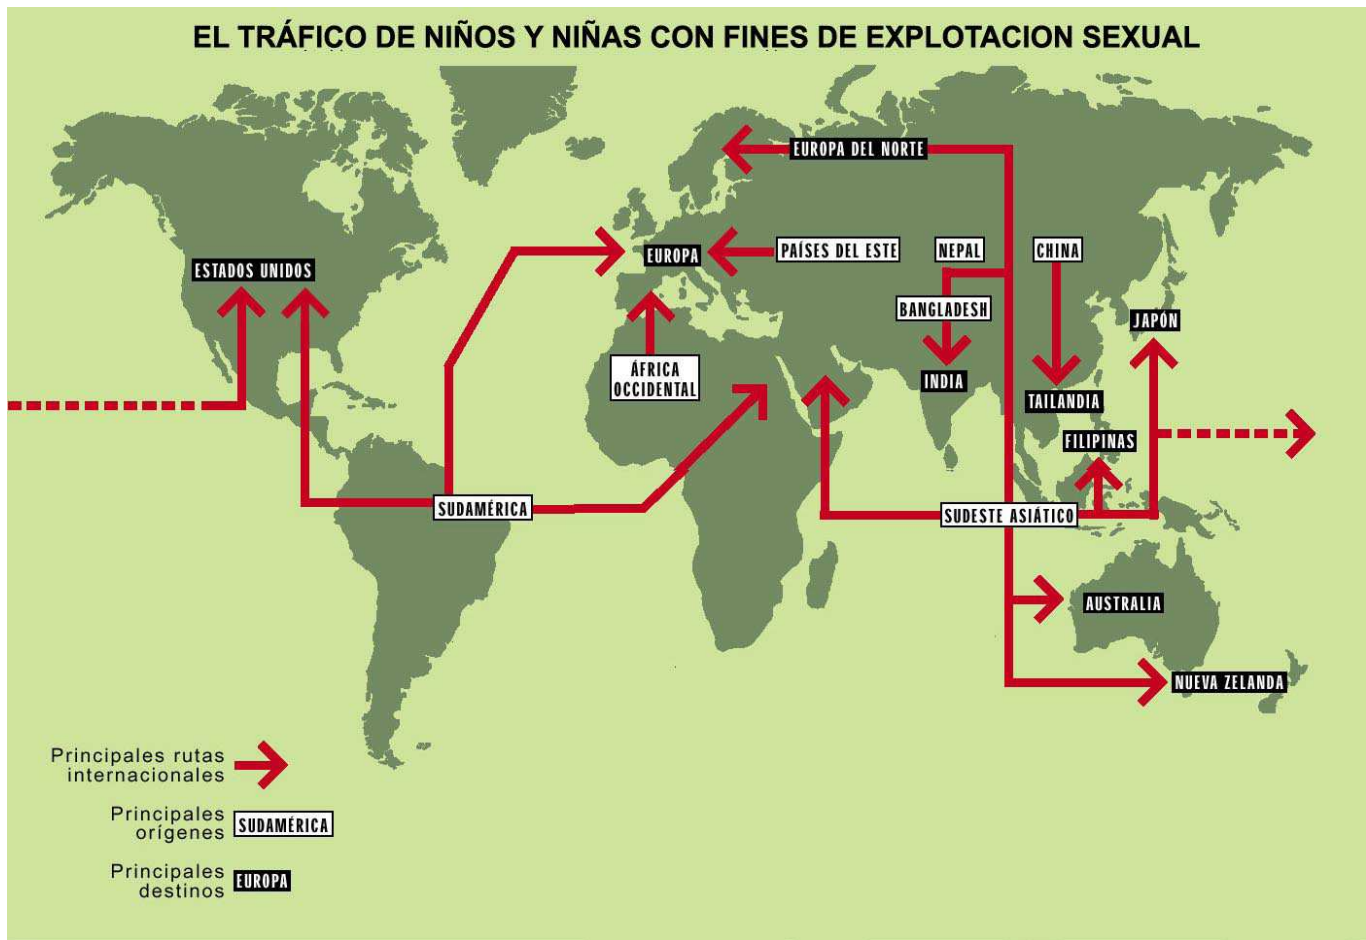 EL TRÁFICO DE NIÑOS Y NIÑAS CON FINES DE EXPLOTACION SEXUAL
EUROPA DEL NORTE
EUROPA
PAÍSES DEL ESTE
NEPAL
CHINA
ESTADOS UNIDOS
BANGLADESH
JAPÓN
ÁFRICA
OCCIDENTAL
INDIA
TAILANDIA
FILIPINAS
SUDAMÉRICA
SUDESTE ASIÁTICO
AUSTRALIA
NUEVA ZELANDA
Principales rutas
internacionales
Principales
orígenes
SUDAMÉRICA
Principales
destinos
EUROPA